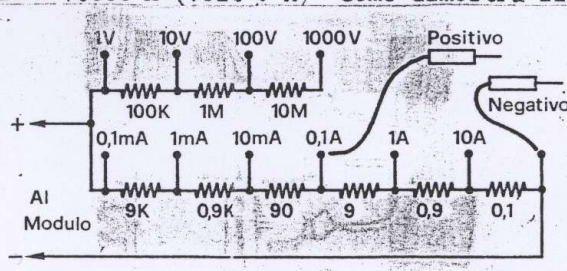 1V 10V 100V 1000V Positivo
100K 1M 10M Negativo
+
0,1mA 1mA 10mA 0,1A 1A 10A
9K 0,9K 90 9 0,9 0,1
Al
Modulo
−